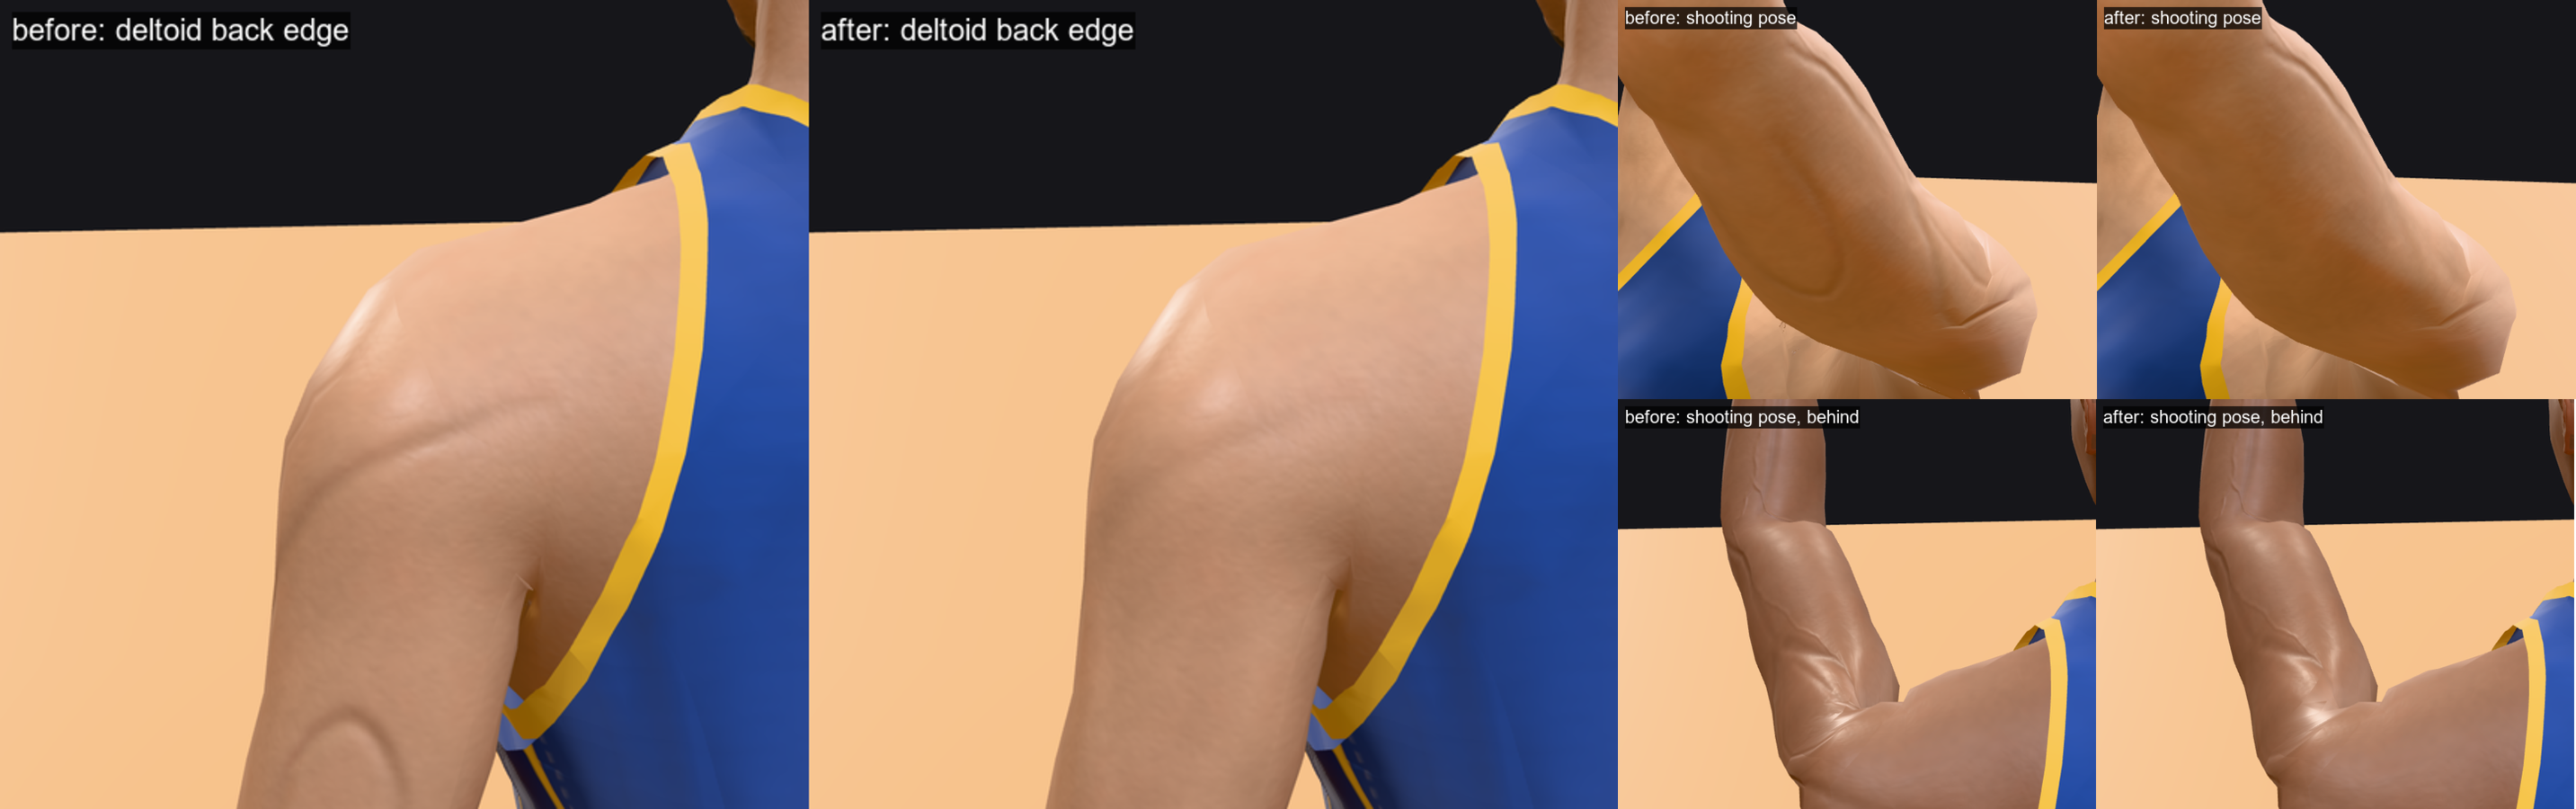 before: deltoid back edge
after: deltoid back edge
before: shooting pose
after: shooting pose
before: shooting pose, behind
after: shooting pose, behind